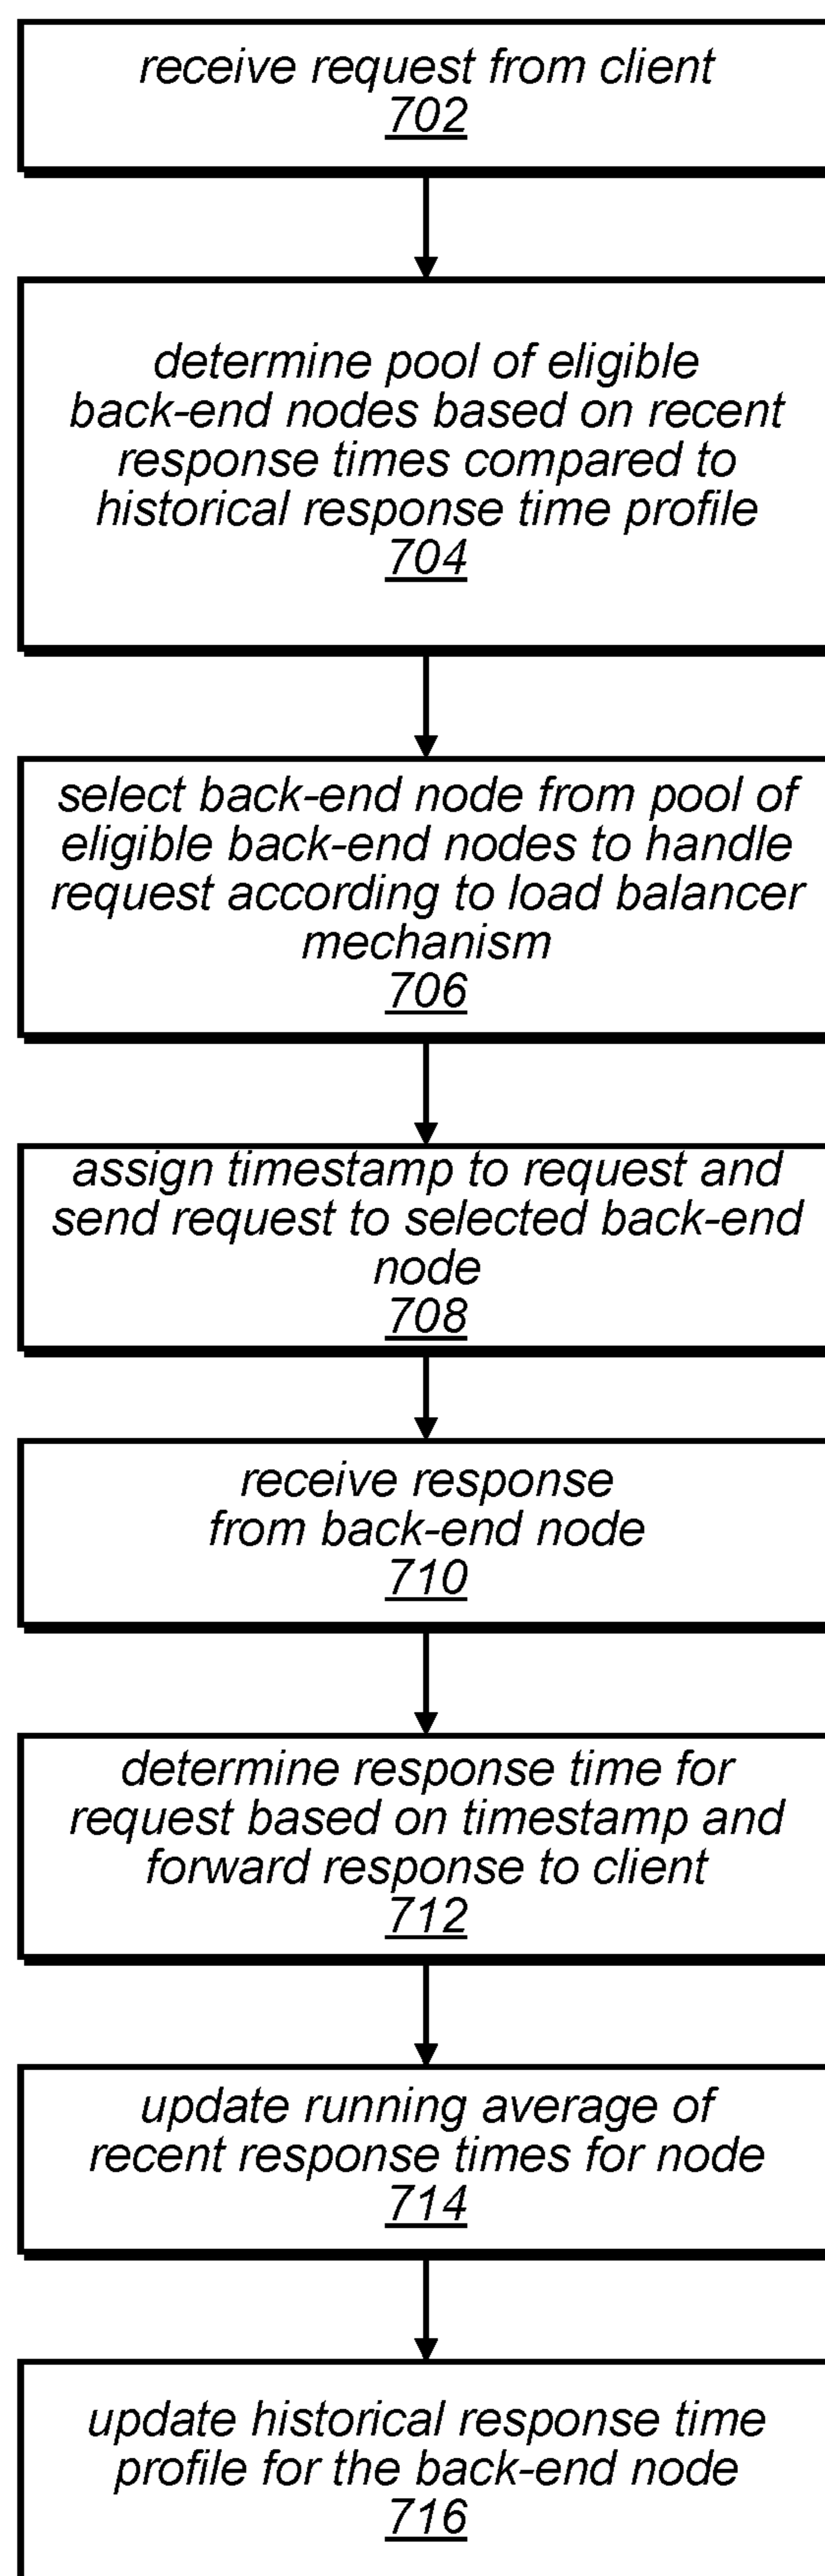 receive request from client
702
determine pool of eligible
back-end nodes based on recent
response times compared to
historical response time profile
704
select back-end node from pool of
eligible back-end nodes to handle
request according to load balancer
mechanism
706
assign timestamp to request and
send request to selected back-end
node
708
receive response
from back-end node
710
determine response time for
request based on timestamp and
forward response to client
712
update running average of
recent response times for node
714
update historical response time
profile for the back-end node
716